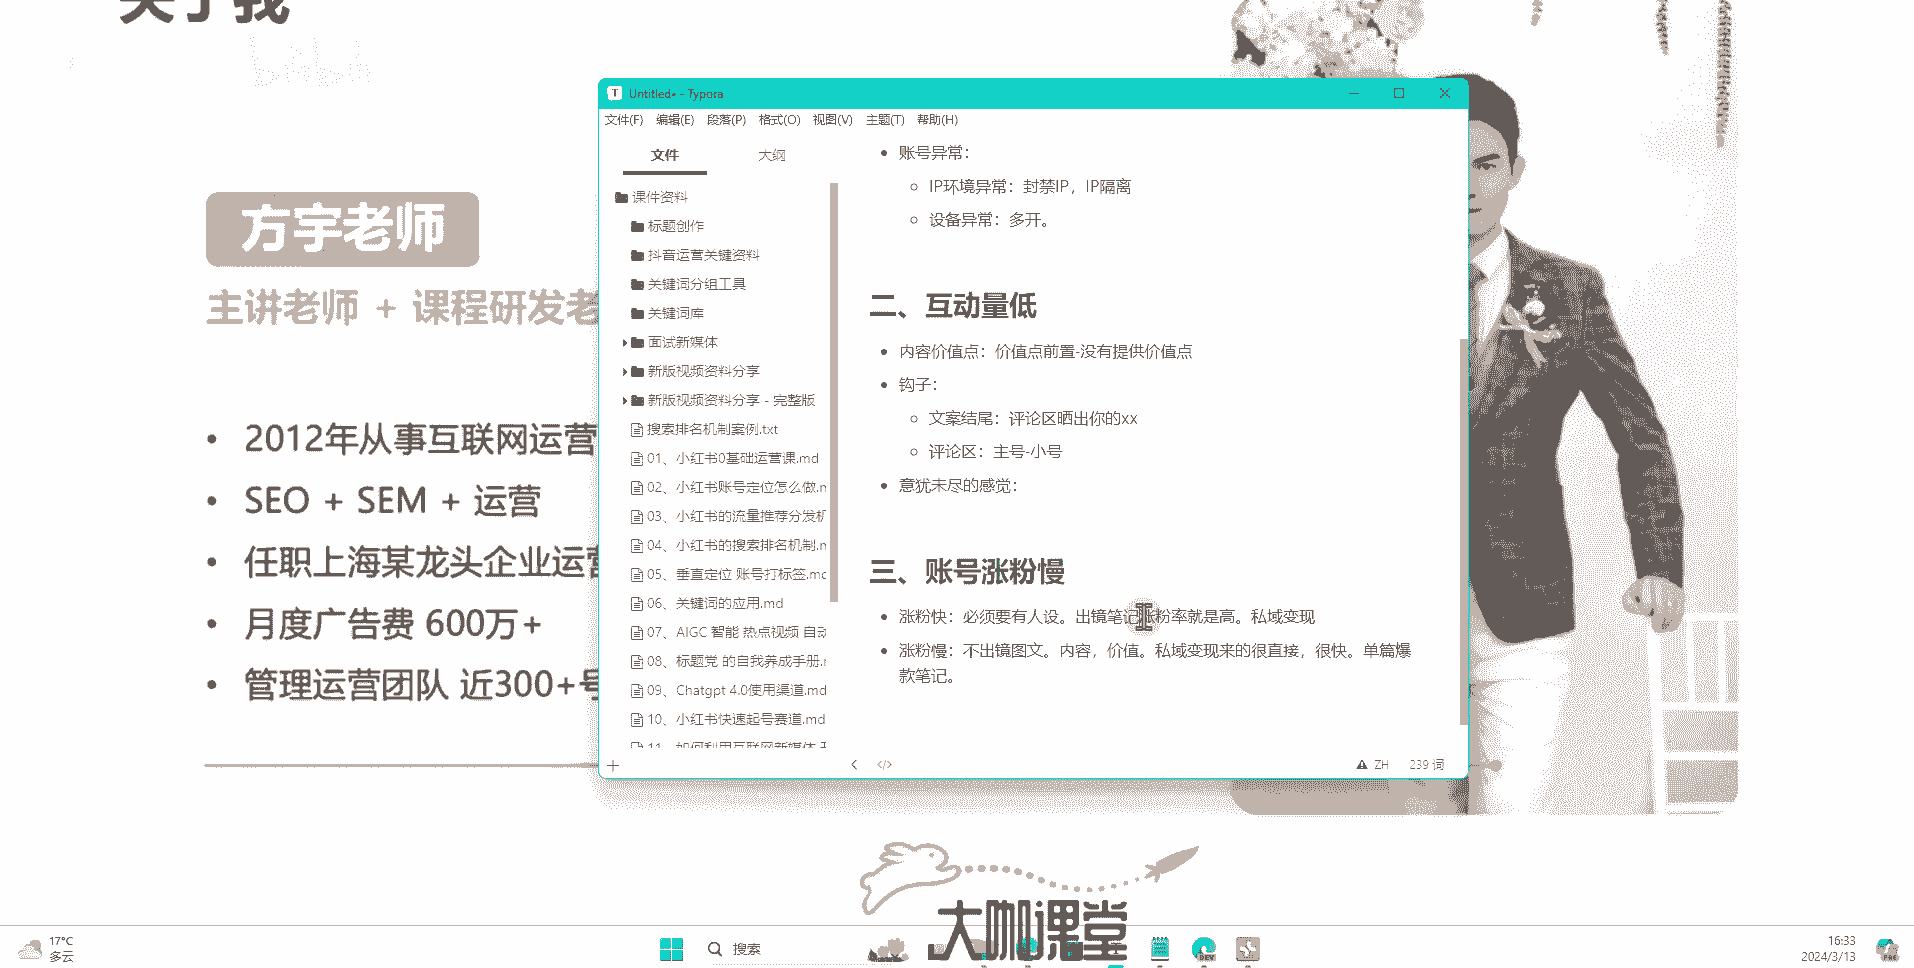 关于我
bilibili
方宇老师
主讲老师 + 课程研发老
2012年从事互联网运营
SEO + SEM + 运营
任职上海某龙头企业运营
月度广告费 600万+
管理运营团队 近300+号
Untitled• - Typora
文件(F) 编辑(E) 段落(P) 格式(O) 视图(V) 主题(T) 帮助(H)
文件 大纲
课件资料
标题创作
抖音运营关键资料
关键词分组工具
关键词库
面试新媒体
新版视频资料分享
新版视频资料分享 - 完整版
搜索排名机制案例.txt
01、小红书0基础运营课.md
02、小红书账号定位怎么做.m
03、小红书的流量推荐分发机
04、小红书的搜索排名机制.m
05、垂直定位 账号打标签.md
06、关键词的应用.md
07、AIGC 智能 热点视频 自动
08、标题党 的自我养成手册.m
09、Chatgpt 4.0使用渠道.md
10、小红书快速起号赛道.md
11、如何利用互联网新媒体
账号异常：
IP环境异常：封禁IP，IP隔离
设备异常：多开。
二、互动量低
内容价值点：价值点前置-没有提供价值点
钩子：
文案结尾：评论区晒出你的xx
评论区：主号-小号
意犹未尽的感觉：
三、账号涨粉慢
涨粉快：必须要有人设。出镜笔记涨粉率就是高。私域变现
涨粉慢：不出镜图文。内容，价值。私域变现来的很直接，很快。单篇爆
款笔记。
</> ZH 239 词
大咖课堂
17°C
多云
搜索
DEV
16:33
2024/3/13
PRE